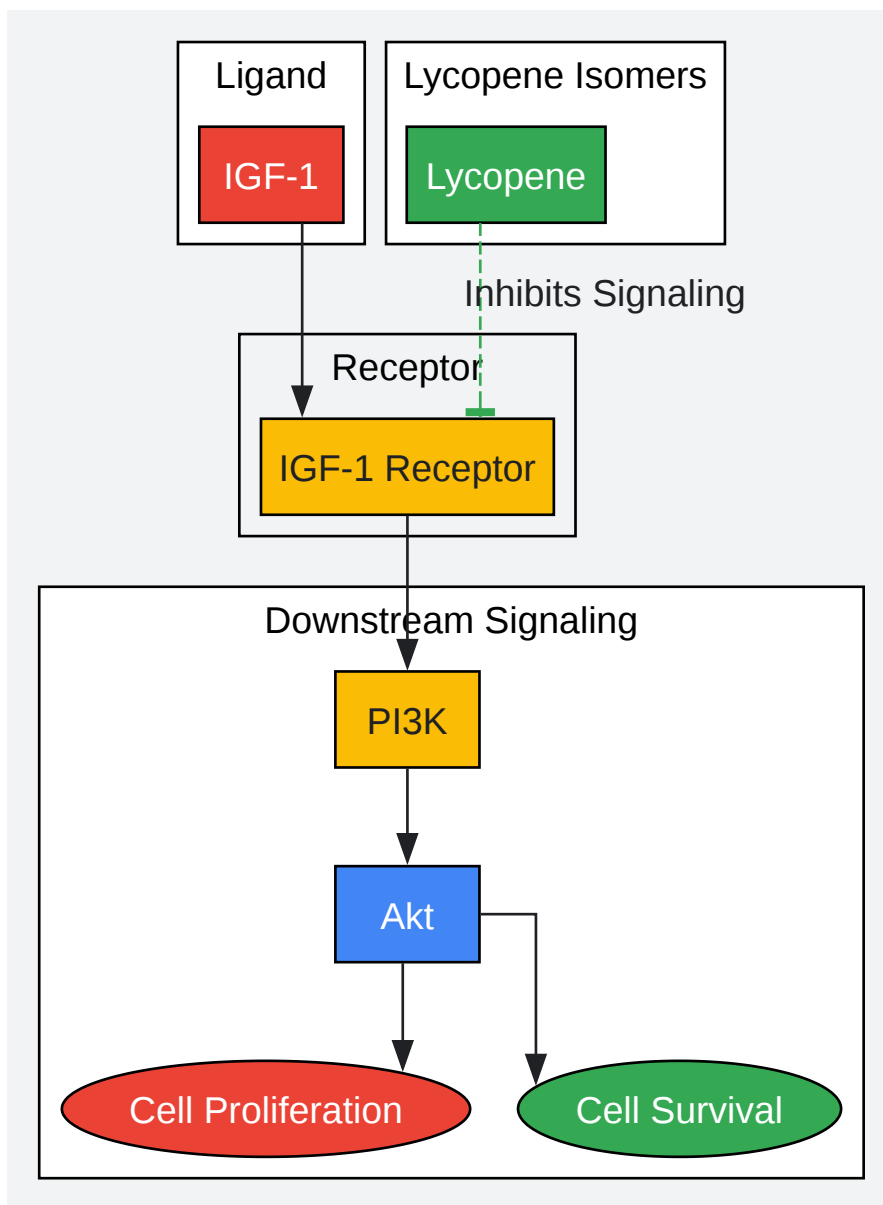 Ligand
Lycopene Isomers
IGF-1
Lycopene
Inhibits Signaling
Receptor
IGF-1 Receptor
Downstream Signaling
PI3K
Akt
Cell Proliferation
Cell Survival